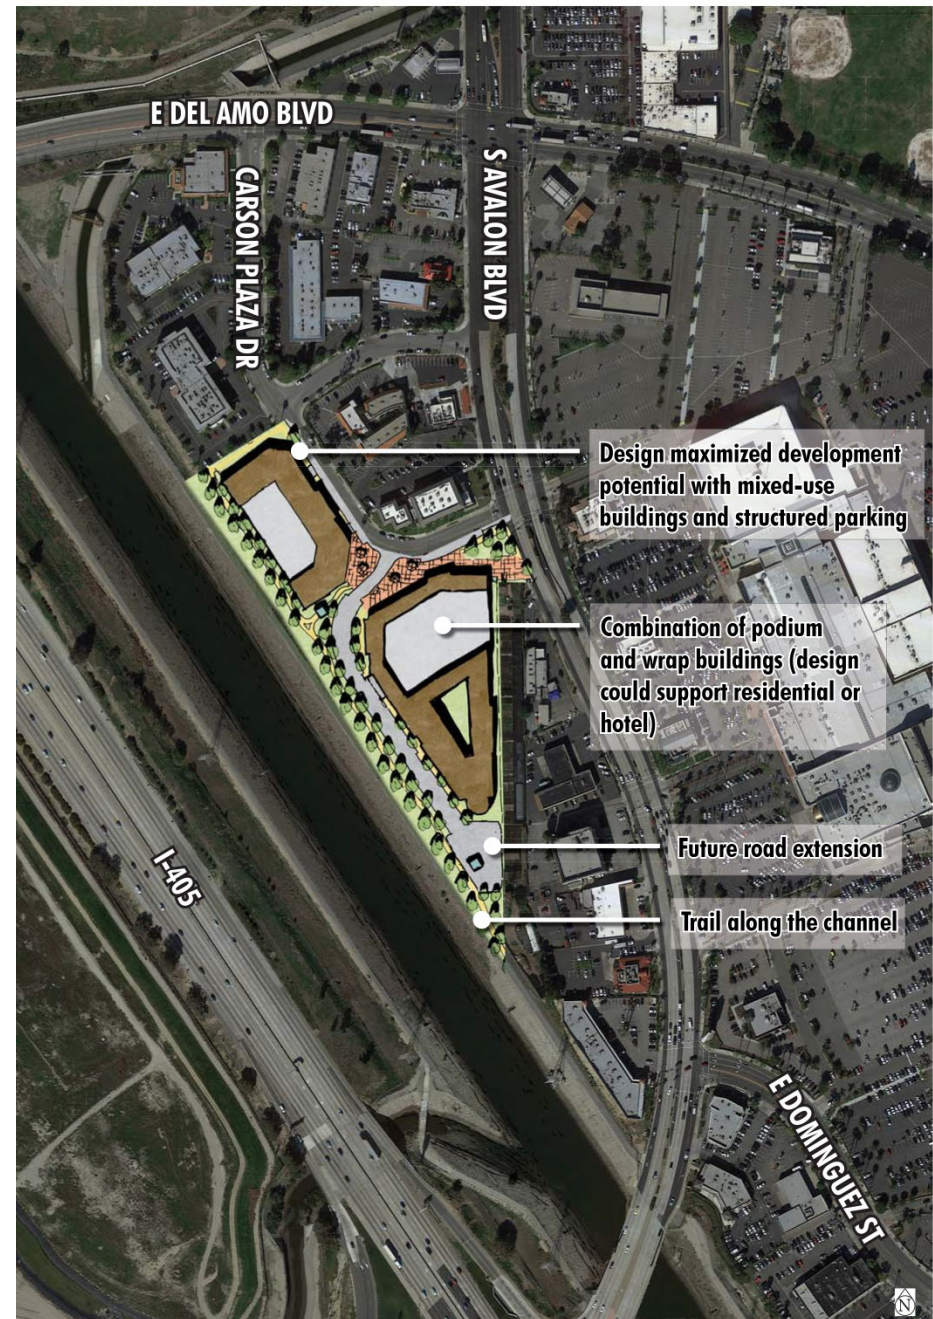 E DEL AMO BLVD
CARSON PLAZA DR
S AVALON BLVD
Design maximized development
potential with mixed-use
buildings and structured parking
Combination of podium
and wrap buildings (design
could support residential or
hotel)
Future road extension
I-405
Trail along the channel
E DOMINGUEZ ST
N